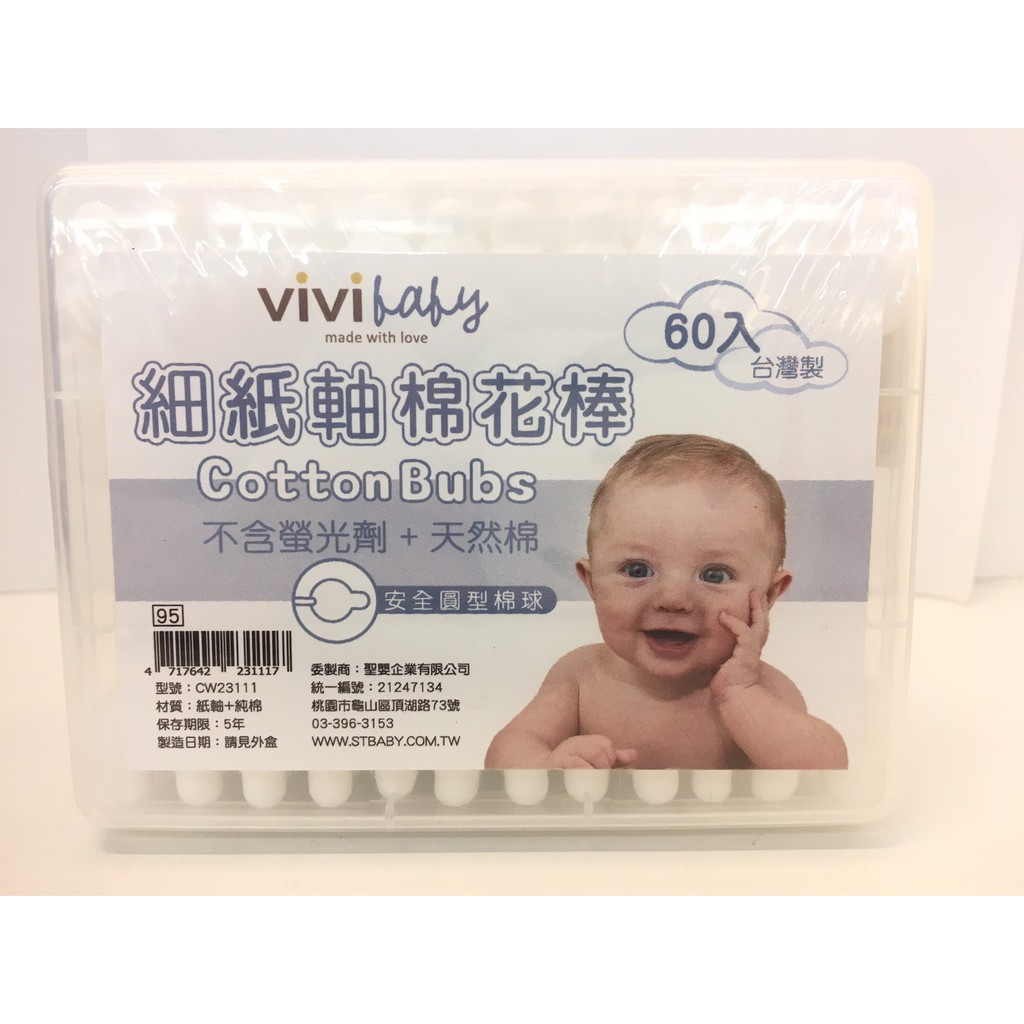 vivi baby
made with love
60入
台灣製
細紙軸棉花棒
Cotton Bubs
不含螢光劑 + 天然棉
安全圓型棉球
95
4 717642 231117
型號：CW23111
材質：紙軸+純棉
保存期限：5年
製造日期：請見外盒
委製商：聖嬰企業有限公司
統一編號：21247134
桃園市龜山區頂湖路73號
03-396-3153
WWW.STBABY.COM.TW